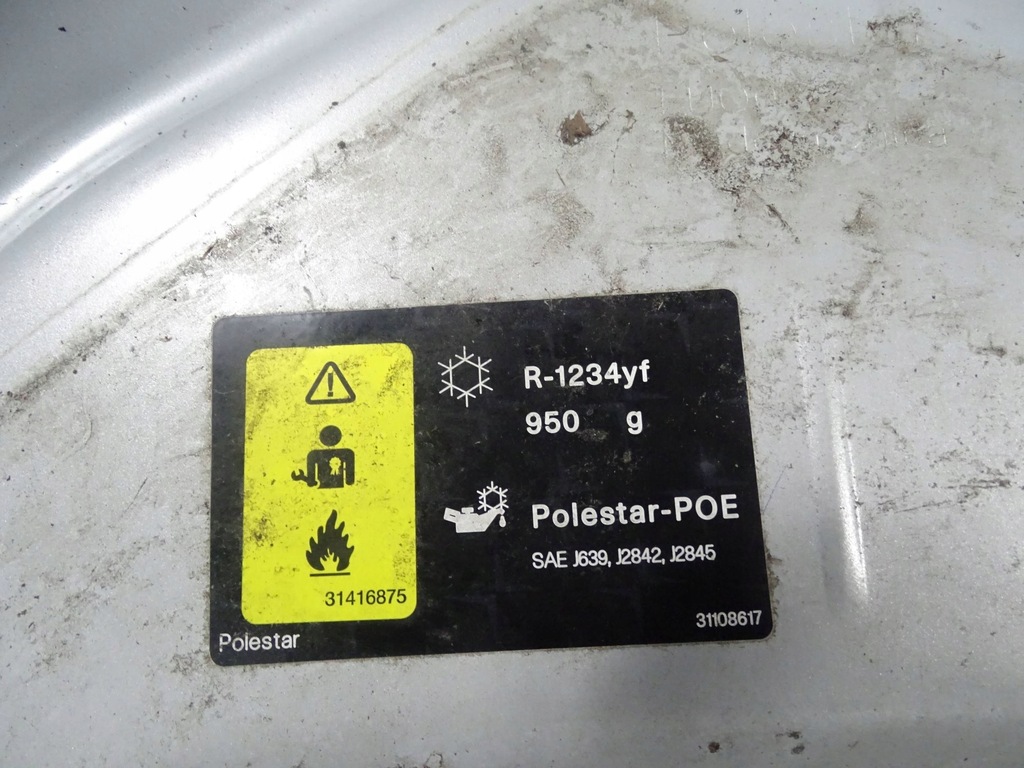 R-1234yf
950 g
Polestar-POE
SAE J639, J2842, J2845
31416875
31108617
Polestar